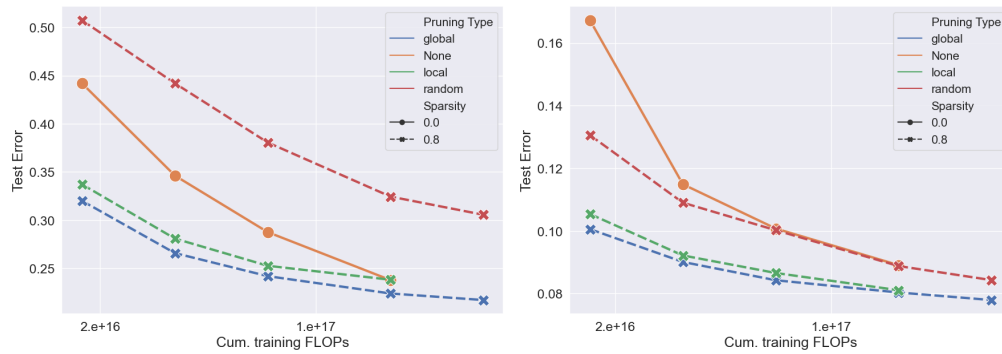 0.50
0.45
0.40
0.35
0.30
0.25
Test Error
2.e+16
1.e+17
Cum. training FLOPs
Pruning Type
global
None
local
random
Sparsity
0.0
0.8
0.16
0.14
0.12
0.10
0.08
Test Error
2.e+16
1.e+17
Cum. training FLOPs
Pruning Type
global
None
local
random
Sparsity
0.0
0.8